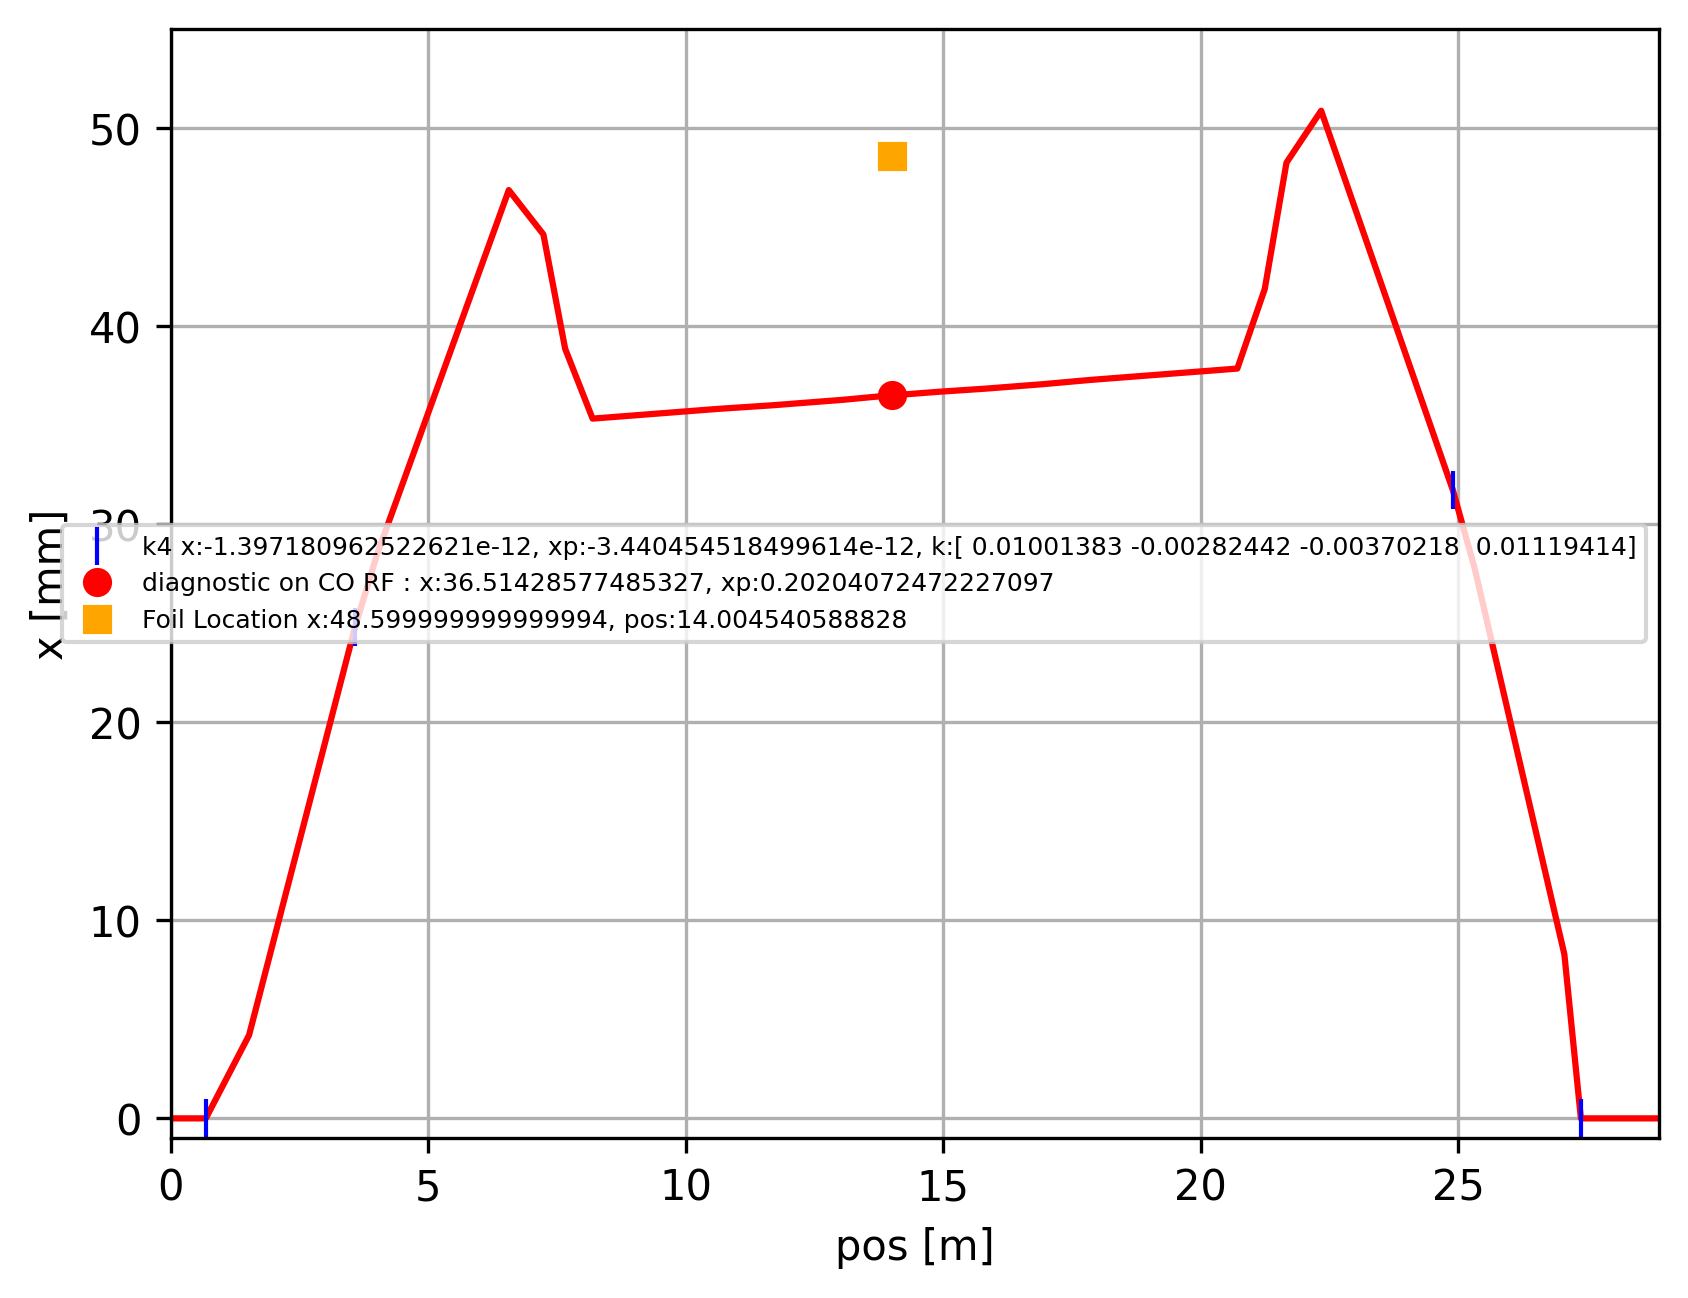 50
40
30
20
10
0
x [mm]
k4 x:-1.397180962522621e-12, xp:-3.440454518499614e-12, k:[ 0.01001383 -0.00282442 -0.00370218  0.01119414]
diagnostic on CO RF : x:36.51428577485327, xp:0.20204072472227097
Foil Location x:48.599999999999994, pos:14.004540588828
0 5 10 15 20 25
pos [m]